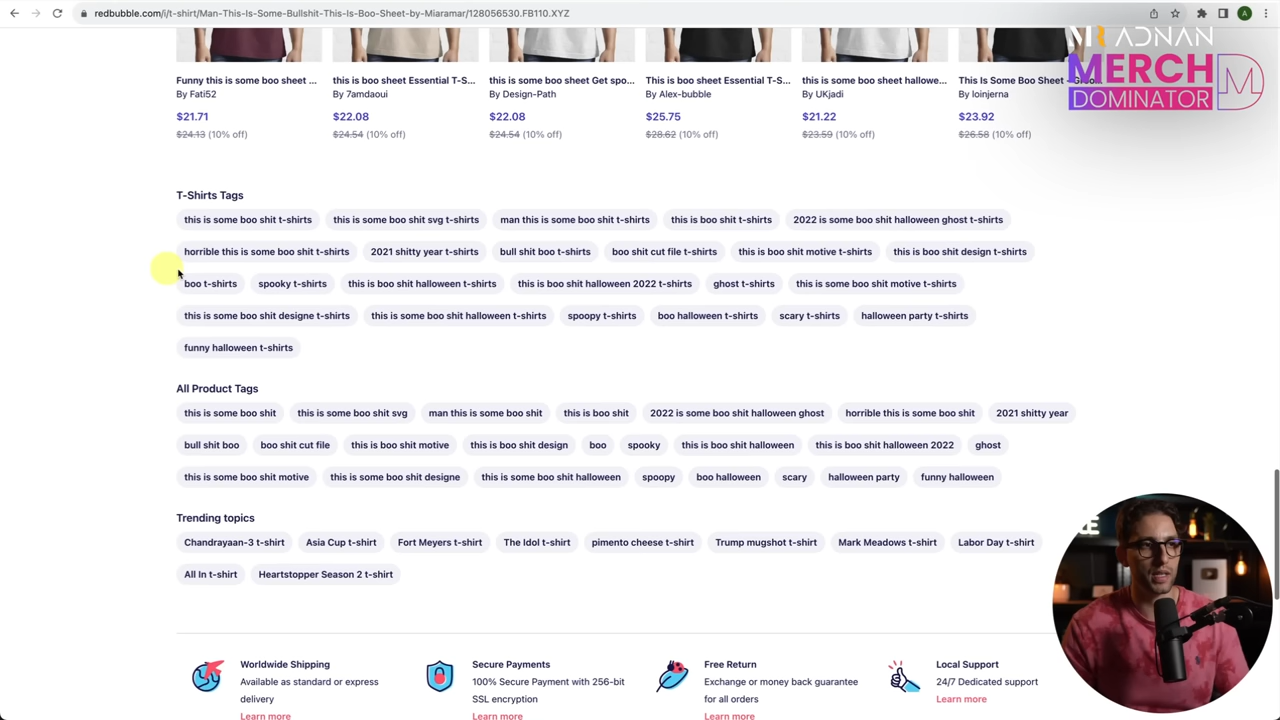 redbubble.com/i/t-shirt/Man-This-Is-Some-Bullshit-This-Is-Boo-Sheet-by-Miaramar/128056530.FB110.XYZ
A
ADNAN
MERCH
DOMINATOR
Funny this is some boo sheet ... this is boo sheet Essential T-S... this is some boo sheet Get spo... This is boo sheet Essential T-S... this is some boo sheet hallowe... This Is Some Boo Sheet
By Fati52 By 7amdaoui By Design-Path By Alex-bubble By UKjadi By loinjerna
$21.71 $22.08 $22.08 $25.75 $21.22 $23.92
$24.13 (10% off) $24.54 (10% off) $24.54 (10% off) $28.62 (10% off) $23.59 (10% off) $26.58 (10% off)
T-Shirts Tags
this is some boo shit t-shirts this is some boo shit svg t-shirts man this is some boo shit t-shirts this is boo shit t-shirts 2022 is some boo shit halloween ghost t-shirts
horrible this is some boo shit t-shirts 2021 shitty year t-shirts bull shit boo t-shirts boo shit cut file t-shirts this is boo shit motive t-shirts this is boo shit design t-shirts
boo t-shirts spooky t-shirts this is boo shit halloween t-shirts this is boo shit halloween 2022 t-shirts ghost t-shirts this is some boo shit motive t-shirts
this is some boo shit designe t-shirts this is some boo shit halloween t-shirts spoopy t-shirts boo halloween t-shirts scary t-shirts halloween party t-shirts
funny halloween t-shirts
All Product Tags
this is some boo shit this is some boo shit svg man this is some boo shit this is boo shit 2022 is some boo shit halloween ghost horrible this is some boo shit 2021 shitty year
bull shit boo boo shit cut file this is boo shit motive this is boo shit design boo spooky this is boo shit halloween this is boo shit halloween 2022 ghost
this is some boo shit motive this is some boo shit designe this is some boo shit halloween spoopy boo halloween scary halloween party funny halloween
Trending topics
Chandrayaan-3 t-shirt Asia Cup t-shirt Fort Meyers t-shirt The Idol t-shirt pimento cheese t-shirt Trump mugshot t-shirt Mark Meadows t-shirt Labor Day t-shirt
All In t-shirt Heartstopper Season 2 t-shirt
Worldwide Shipping Secure Payments Free Return Local Support
Available as standard or express 100% Secure Payment with 256-bit Exchange or money back guarantee 24/7 Dedicated support
delivery SSL encryption for all orders Learn more
Learn more Learn more Learn more